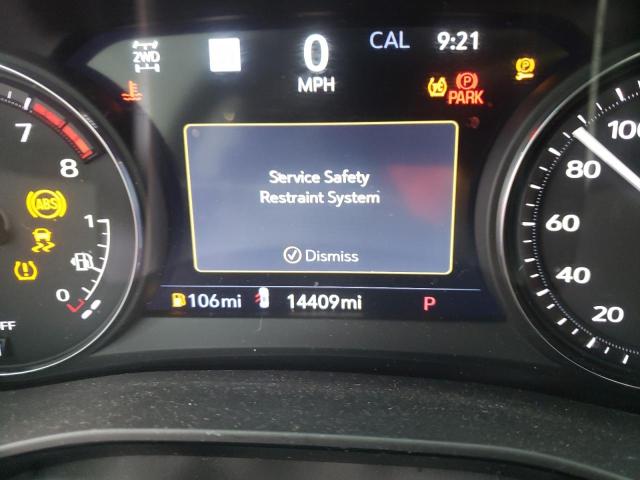 2WD
0
MPH
CAL 9:21
PARK
7
8
ABS
1
0
FF
Service Safety
Restraint System
Dismiss
106mi
14409mi
P
100
80
60
40
20